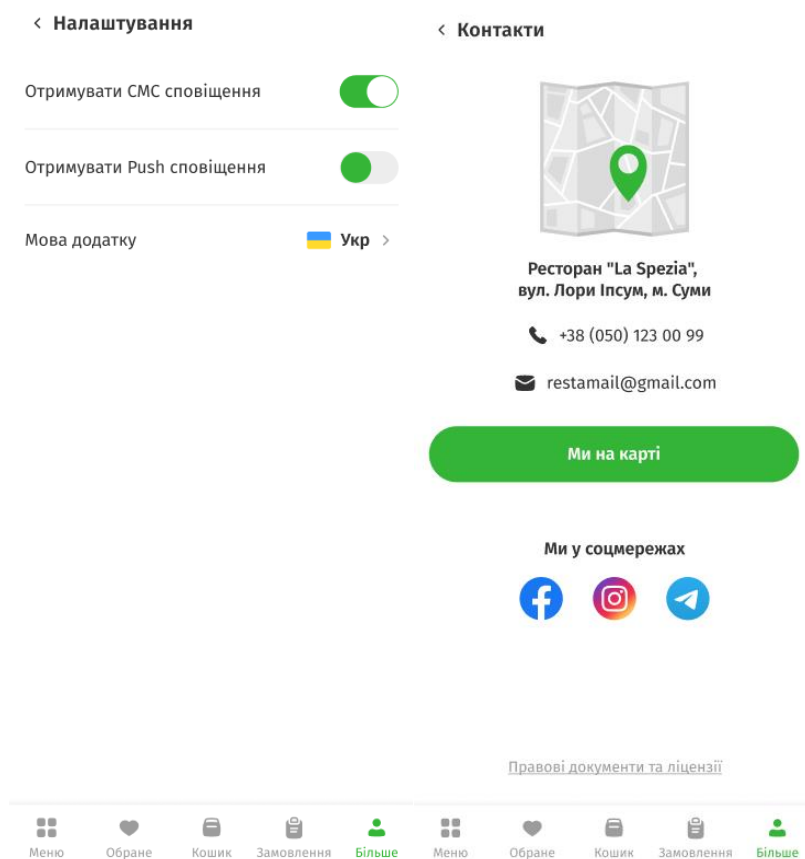 Налаштування
Отримувати СМС сповіщення
Отримувати Push сповіщення
Мова додатку
Укр
Меню
Обране
Кошик
Замовлення
Більше
Контакти
Ресторан "La Spezia",
вул. Лори Іпсум, м. Суми
+38 (050) 123 00 99
restamail@gmail.com
Ми на карті
Ми у соцмережах
Правові документи та ліцензії
Меню
Обране
Кошик
Замовлення
Більше